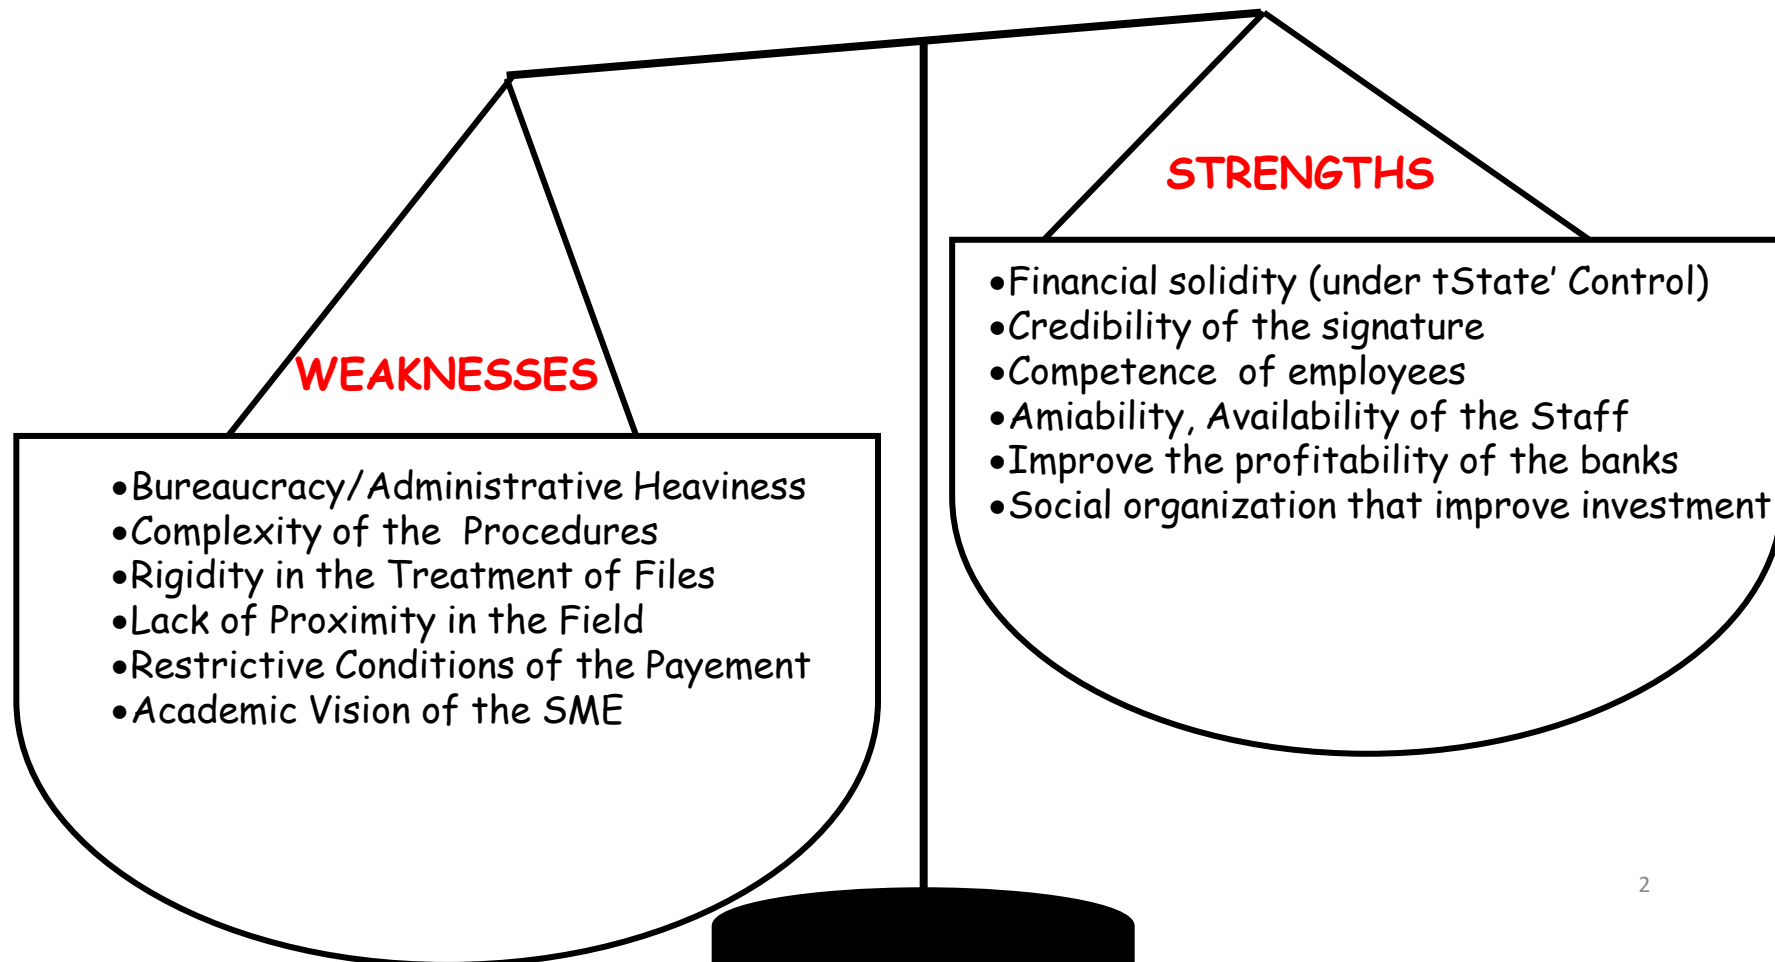 WEAKNESSES
•Bureaucracy/Administrative Heaviness
•Complexity of the  Procedures
•Rigidity in the Treatment of Files
•Lack of Proximity in the Field
•Restrictive Conditions of the Payement
•Academic Vision of the SME
STRENGTHS
•Financial solidity (under tState’ Control)
•Credibility of the signature
•Competence  of employees
•Amiability, Availability of the Staff
•Improve the profitability of the banks
•Social organization that improve investment
2